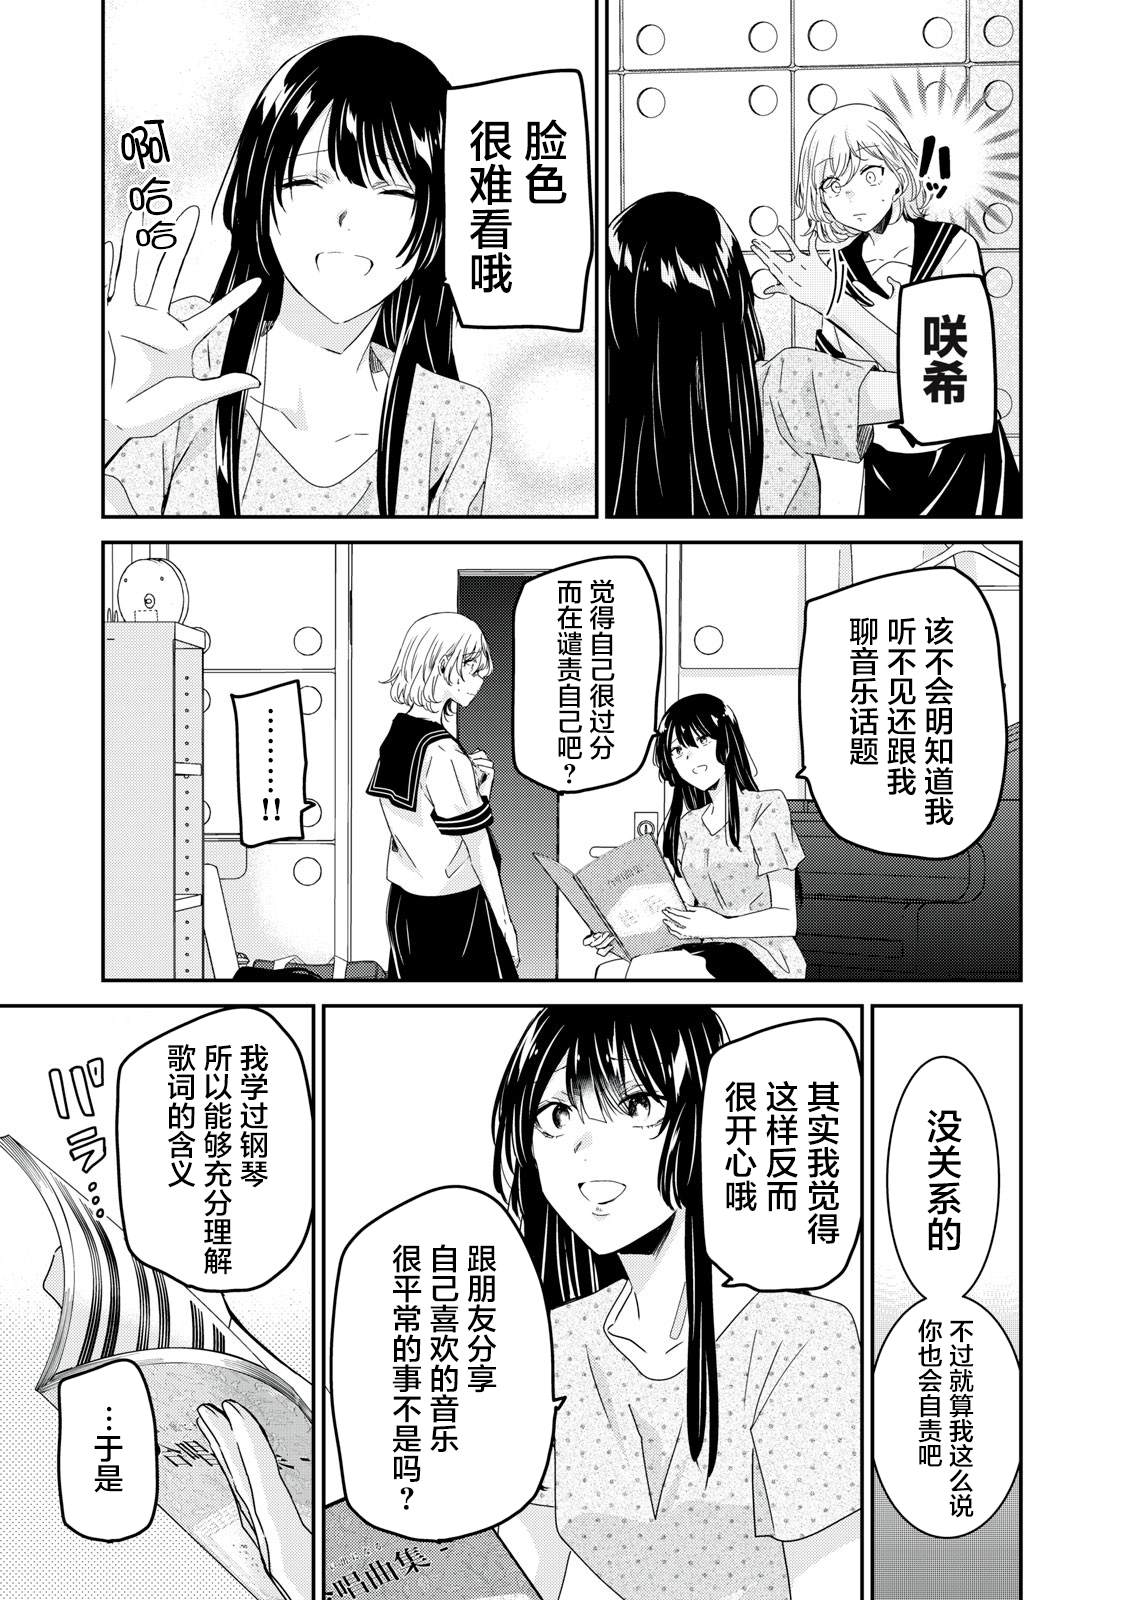 咲希
ハッ
脸色
很难看哦
啊
哈
哈
该不会明知道我
听不见还跟我
聊音乐话题
觉得自己很过分
而在谴责自己吧？
………!!
没关系的
不过就算我这么说
你也会自责吧
其实我觉得
这样反而
很开心哦
跟朋友分享
自己喜欢的音乐
很平常的事不是吗？
唱曲集
我学过钢琴
所以能够充分理解
歌词的含义
パラ…
…于是